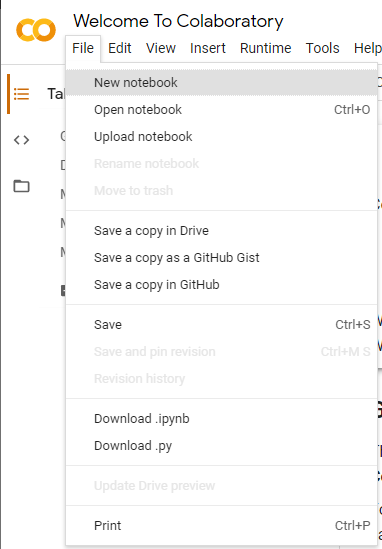 Welcome To Colaboratory
File Edit View Insert Runtime Tools Help
New notebook
Open notebook Ctrl+O
Upload notebook
Rename notebook
Move to trash
Save a copy in Drive
Save a copy as a GitHub Gist
Save a copy in GitHub
Save Ctrl+S
Save and pin revision Ctrl+M S
Revision history
Download .ipynb
Download .py
Update Drive preview
Print Ctrl+P